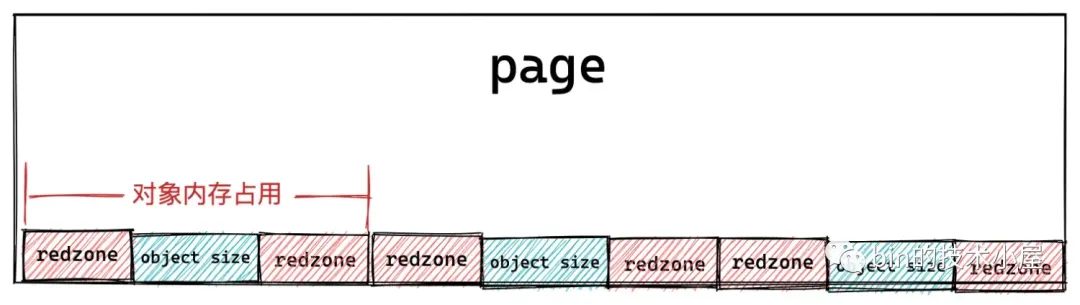 page
对象内存占用
redzone object size redzone redzone object size redzone redzone object size redzone
bin的技术小屋